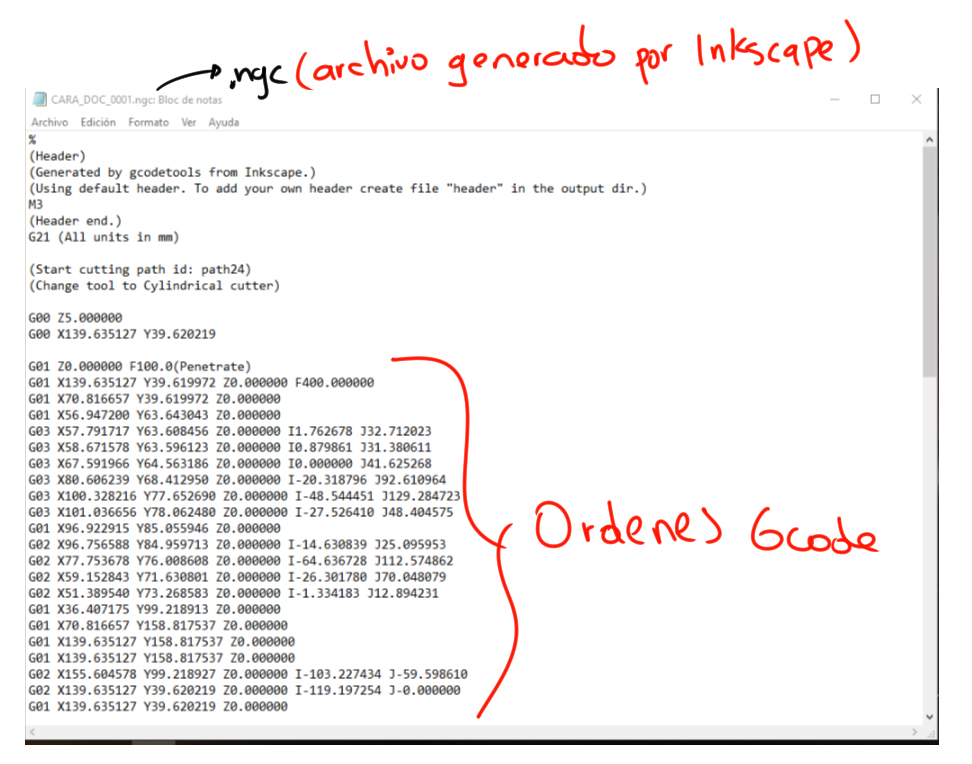 .ngc (archivo generado por Inkscape)
CARA_DOC_0001.ngc: Bloc de notas
Archivo Edición Formato Ver Ayuda
%
(Header)
(Generated by gcodetools from Inkscape.)
(Using default header. To add your own header create file "header" in the output dir.)
M3
(Header end.)
G21 (All units in mm)
(Start cutting path id: path24)
(Change tool to Cylindrical cutter)
G00 Z5.000000
G00 X139.635127 Y39.620219
G01 Z0.000000 F100.0(Penetrate)
G01 X139.635127 Y39.619972 Z0.000000 F400.000000
G01 X70.816657 Y39.619972 Z0.000000
G01 X56.947200 Y63.643043 Z0.000000
G03 X57.791717 Y63.608456 Z0.000000 I1.762678 J32.712023
G03 X58.671578 Y63.596123 Z0.000000 I0.879861 J31.380611
G03 X67.591966 Y64.563186 Z0.000000 I0.000000 J41.625268
G03 X80.606239 Y68.412950 Z0.000000 I-20.318796 J92.610964
G03 X100.328216 Y77.652690 Z0.000000 I-48.544451 J129.284723
G03 X101.036656 Y78.062480 Z0.000000 I-27.526410 J48.404575
G01 X96.922915 Y85.055946 Z0.000000
G02 X96.756588 Y84.959713 Z0.000000 I-14.630839 J25.095953
G02 X77.753678 Y76.008608 Z0.000000 I-64.636728 J112.574862
G02 X59.152843 Y71.630801 Z0.000000 I-26.301780 J70.048079
G02 X51.389540 Y73.268583 Z0.000000 I-1.334183 J12.894231
G01 X36.407175 Y99.218913 Z0.000000
G01 X70.816657 Y158.817537 Z0.000000
G01 X139.635127 Y158.817537 Z0.000000
G01 X139.635127 Y158.817537 Z0.000000
G02 X155.604578 Y99.218927 Z0.000000 I-103.227434 J-59.598610
G02 X139.635127 Y39.620219 Z0.000000 I-119.197254 J-0.000000
G01 X139.635127 Y39.620219 Z0.000000
Ordenes Gcode